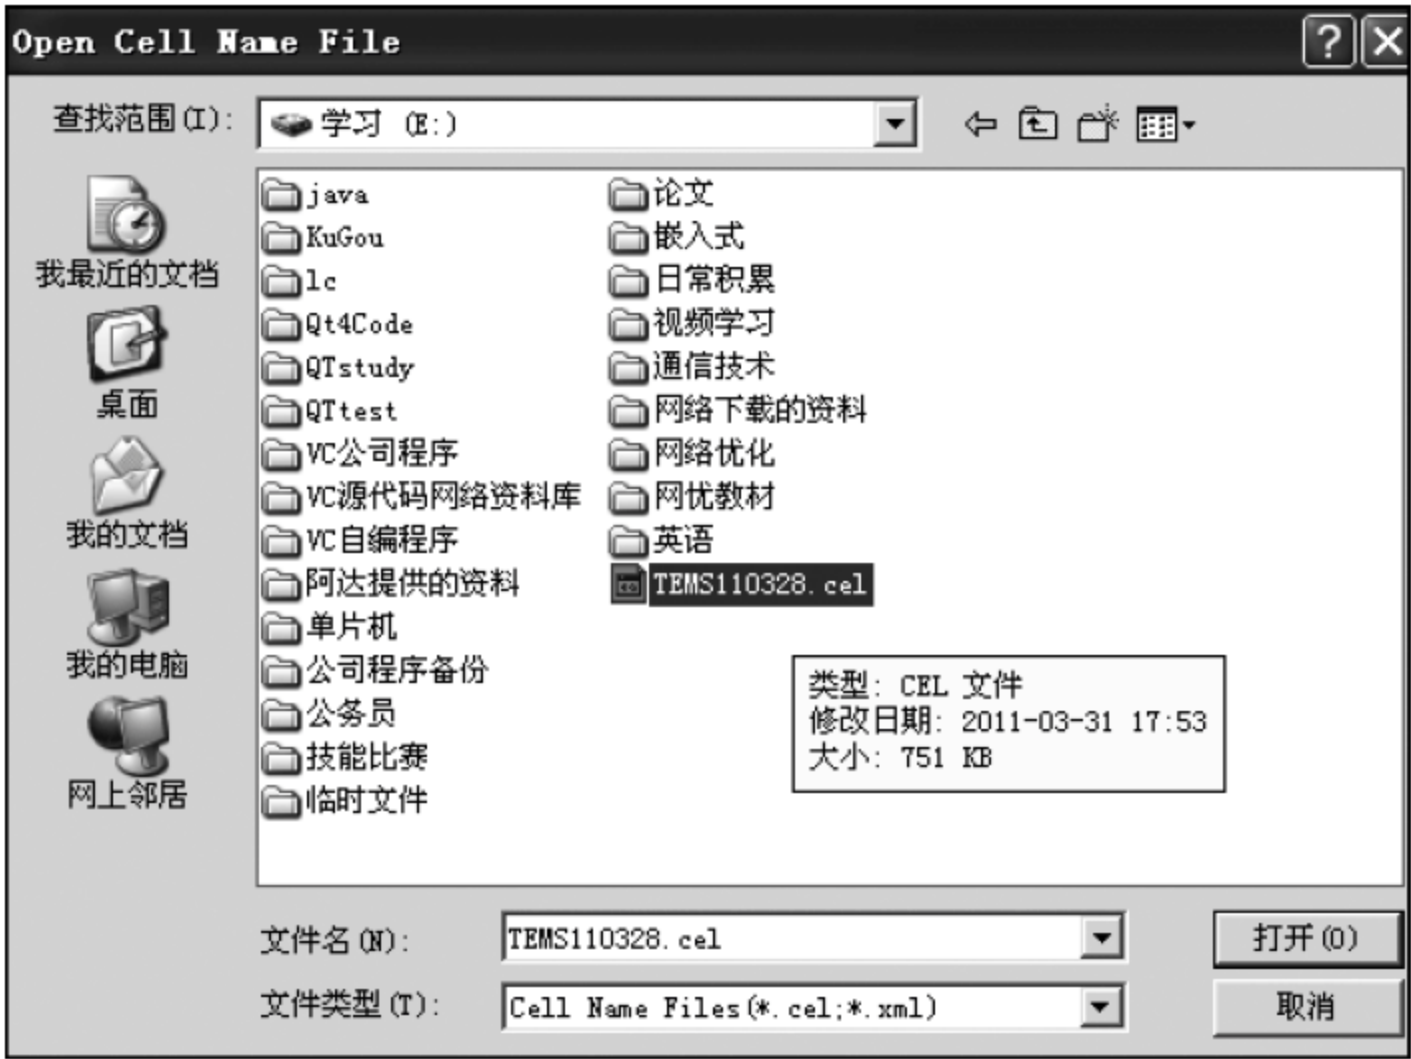 Open Cell Name File
查找范围(I):
学习 (E:)
我最近的文档
桌面
我的文档
我的电脑
网上邻居
java
KuGou
lc
Qt4Code
QTstudy
QTtest
VC公司程序
VC源代码网络资料库
VC自编程序
阿达提供的资料
单片机
公司程序备份
公务员
技能比赛
临时文件
论文
嵌入式
日常积累
视频学习
通信技术
网络下载的资料
网络优化
网优教材
英语
TEMS110328.cel
类型: CEL 文件
修改日期: 2011-03-31 17:53
大小: 751 KB
文件名(N):
TEMS110328.cel
打开(O)
文件类型(T):
Cell Name Files(*.cel;*.xml)
取消